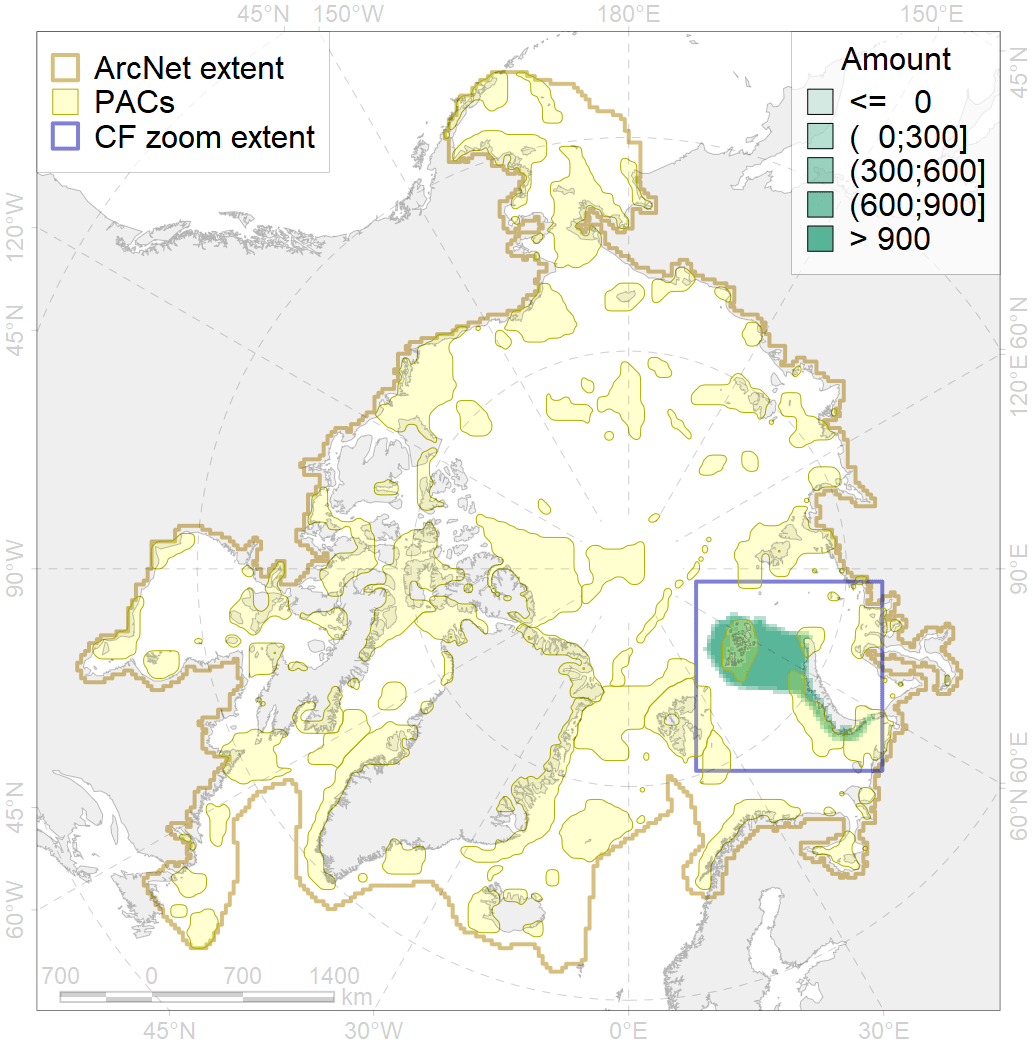 45°N 150°W 180°E 150°E
ArcNet extent
PACs
CF zoom extent
Amount
<= 0
( 0;300]
(300;600]
(600;900]
> 900
45°N
120°W
45°N
90°W
45°N
60°W
60°N
120°E
90°E
60°E
60°N
700 0 700 1400
km
45°N 30°W 0°E 30°E